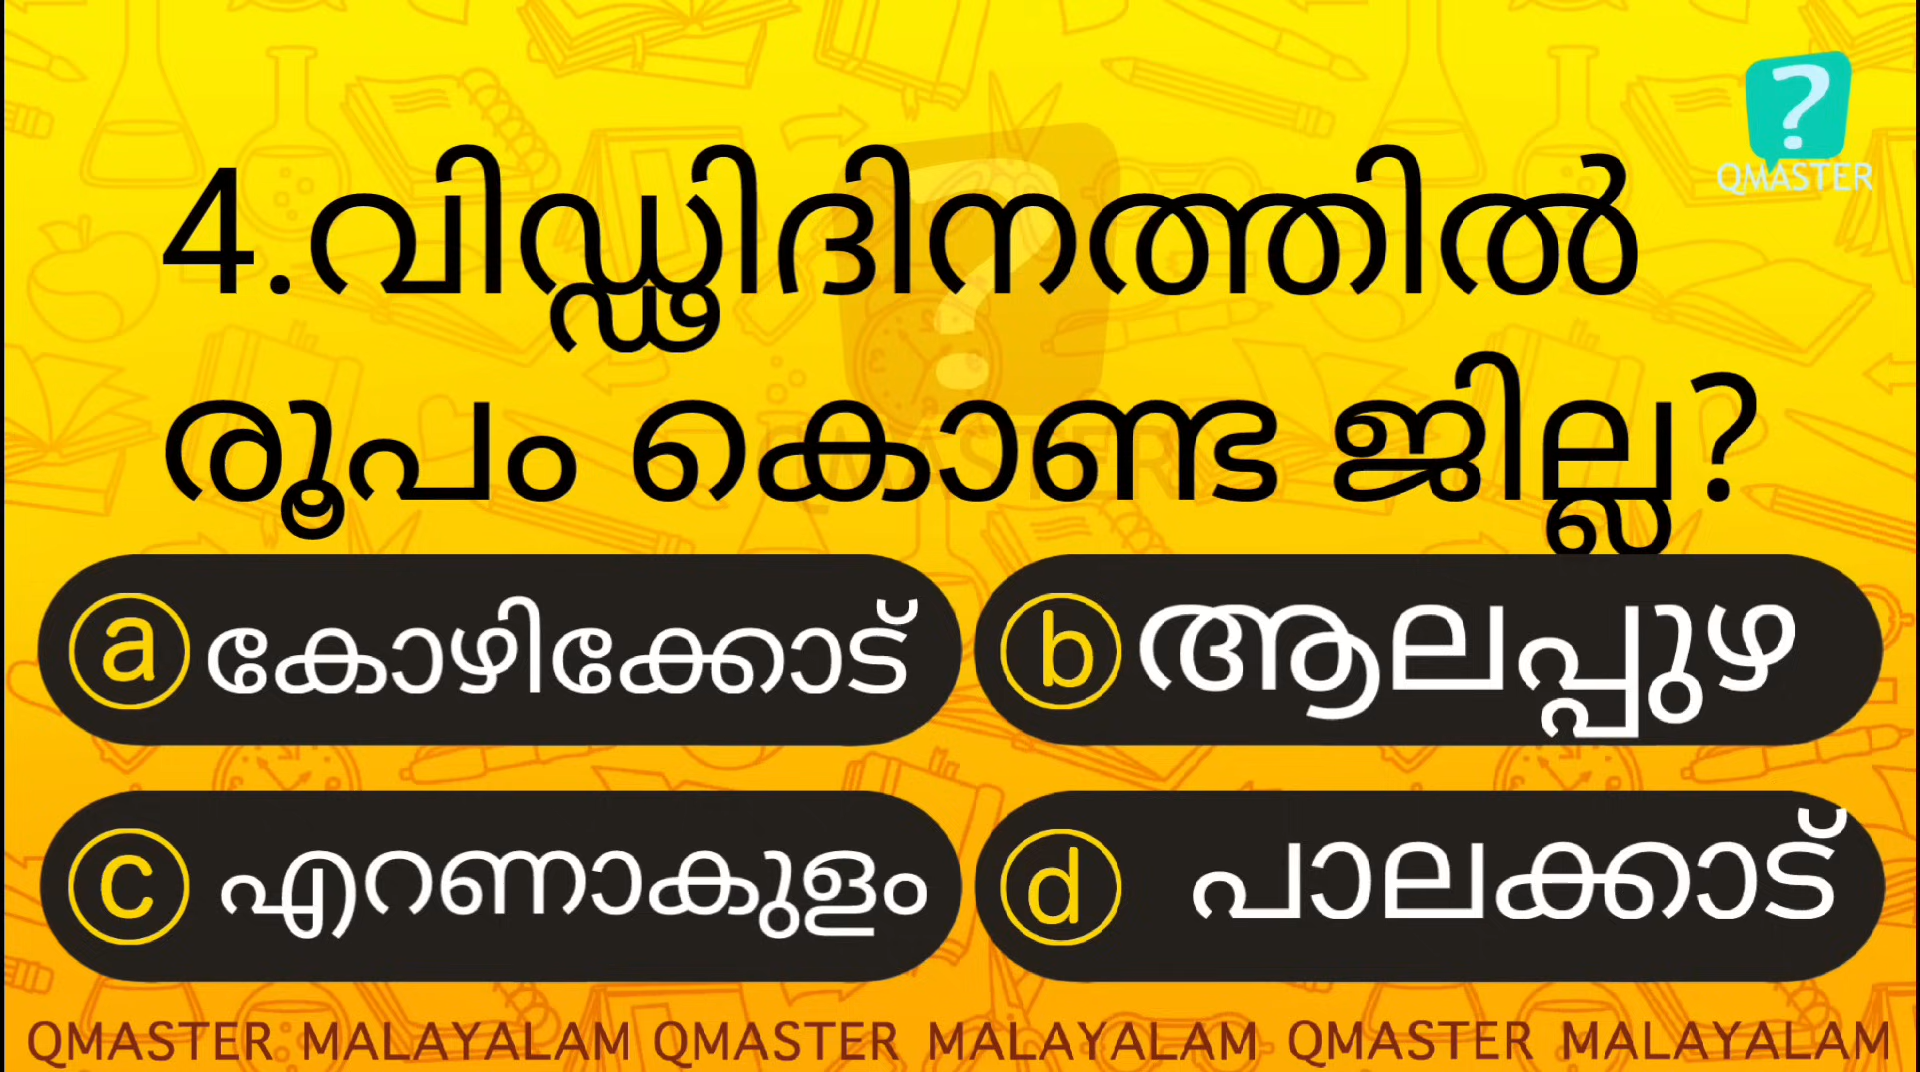 QMASTER
4.വിഡ്ഢിദിനത്തിൽ
രൂപം കൊണ്ട ജില്ല?
a കോഴിക്കോട്
b ആലപ്പുഴ
c എറണാകുളം
d പാലക്കാട്
QMASTER MALAYALAM QMASTER MALAYALAM QMASTER MALAYALAM